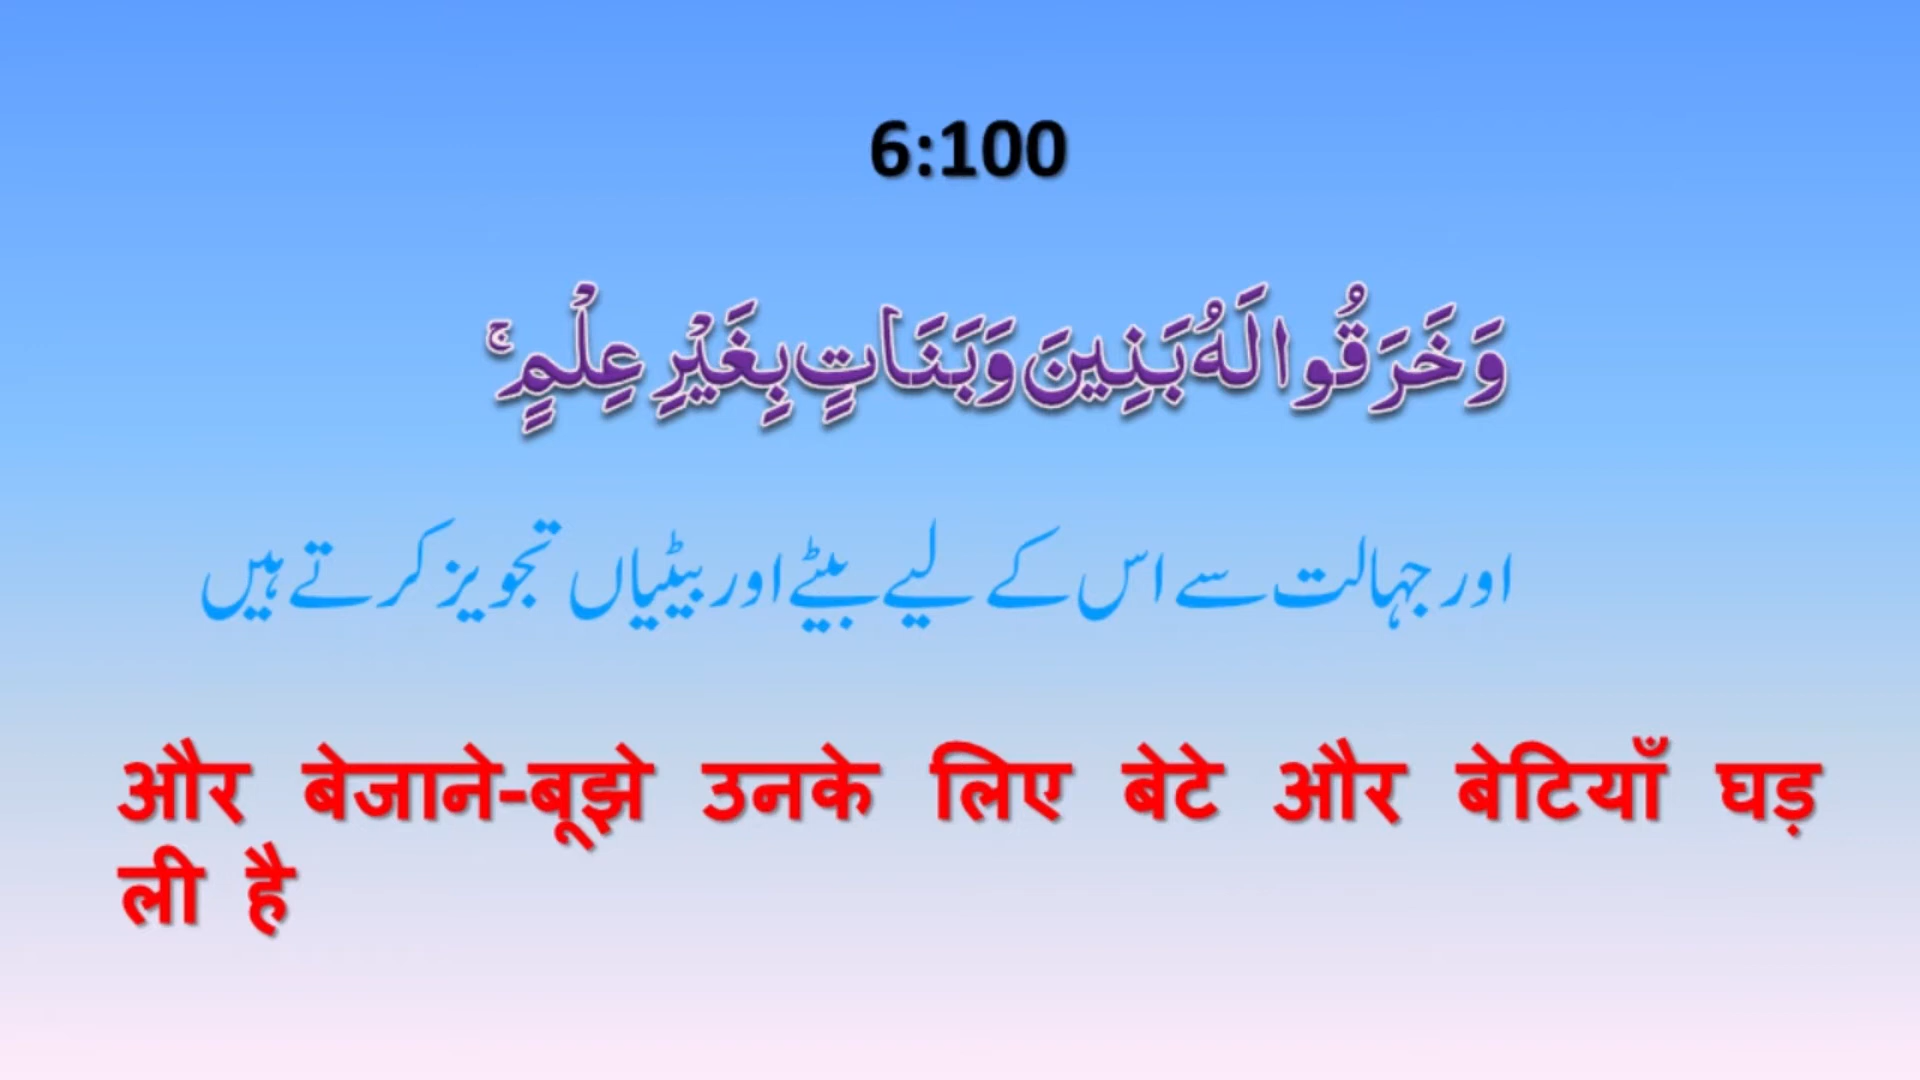 6:100
وَخَرَقُوا لَهُ بَنِينَ وَبَنَاتٍ بِغَيْرِ عِلْمٍ ۚ
اور جہالت سے اس کے لیے بیٹے اور بیٹیاں تجویز کرتے ہیں
और बेजाने-बूझे उनके लिए बेटे और बेटियाँ घड़
ली है